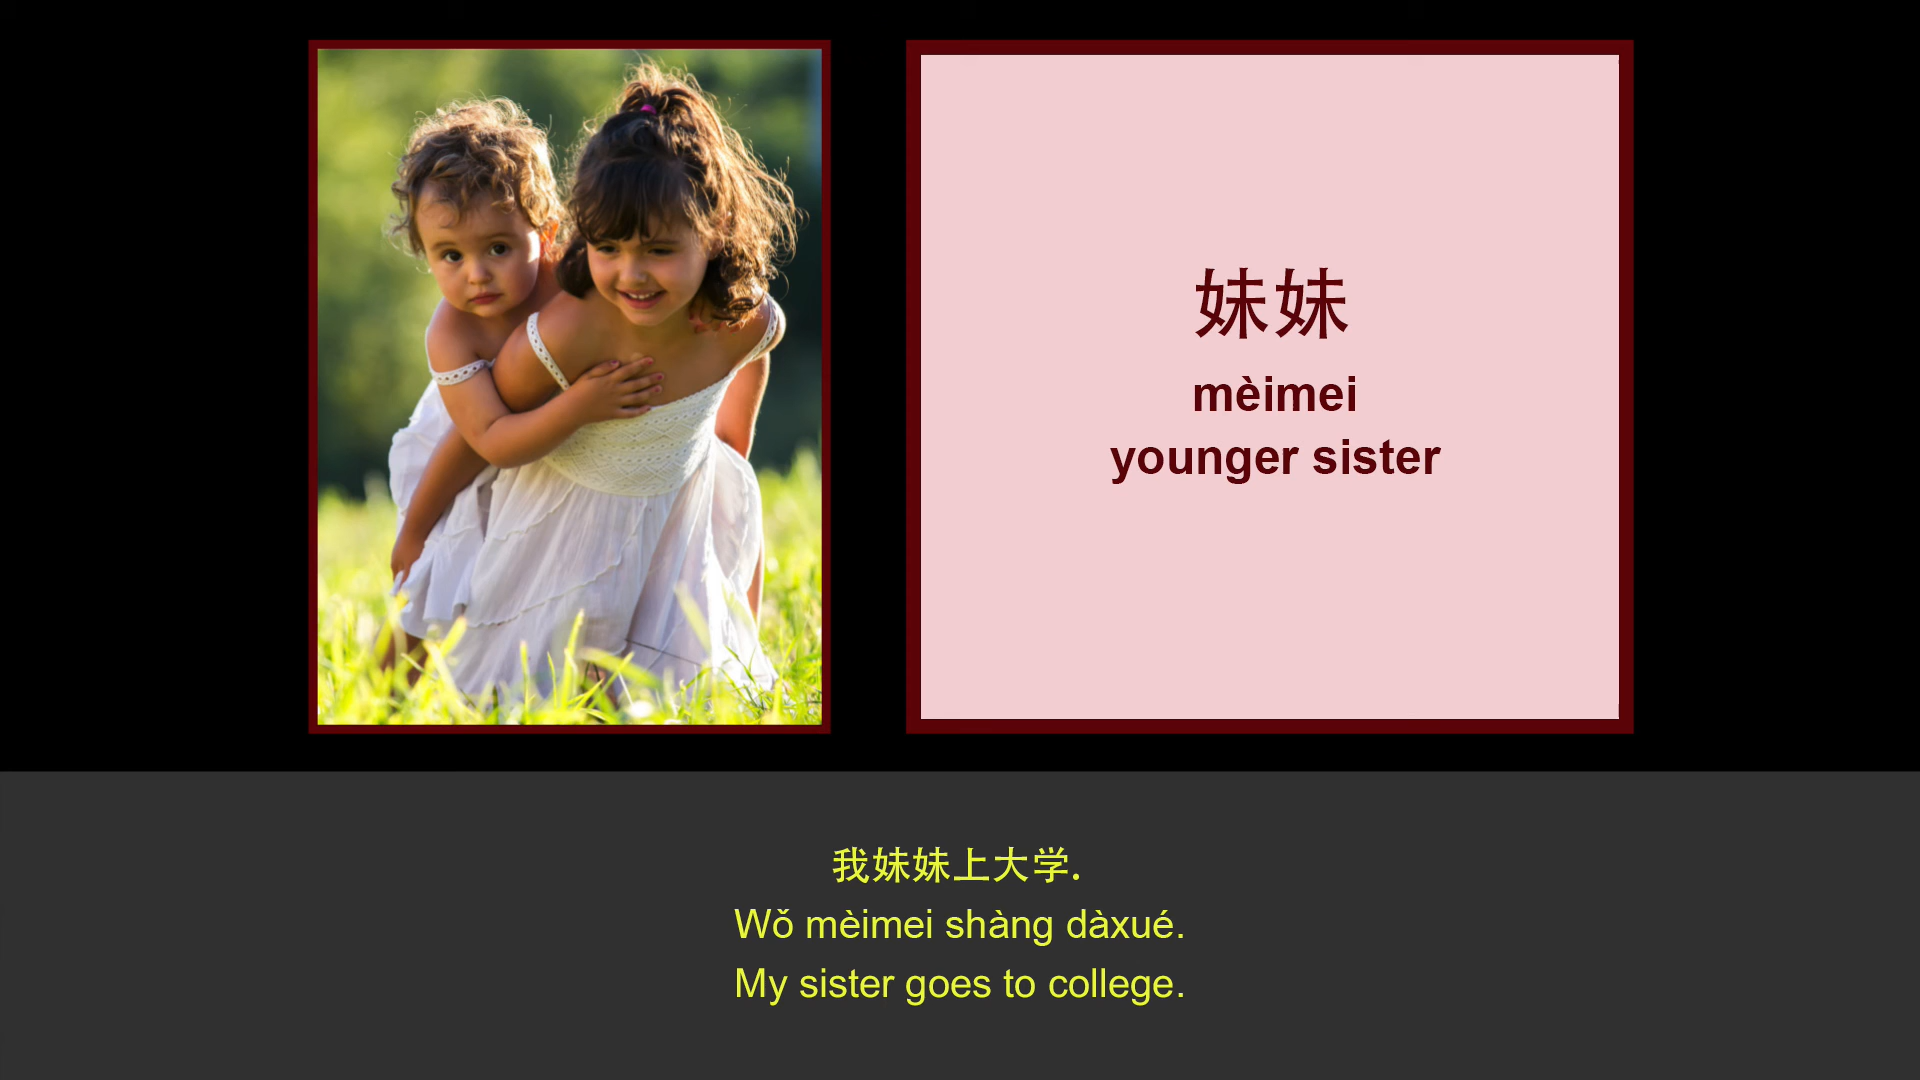 妹妹
mèimei
younger sister
我妹妹上大学.
Wǒ mèimei shàng dàxué.
My sister goes to college.